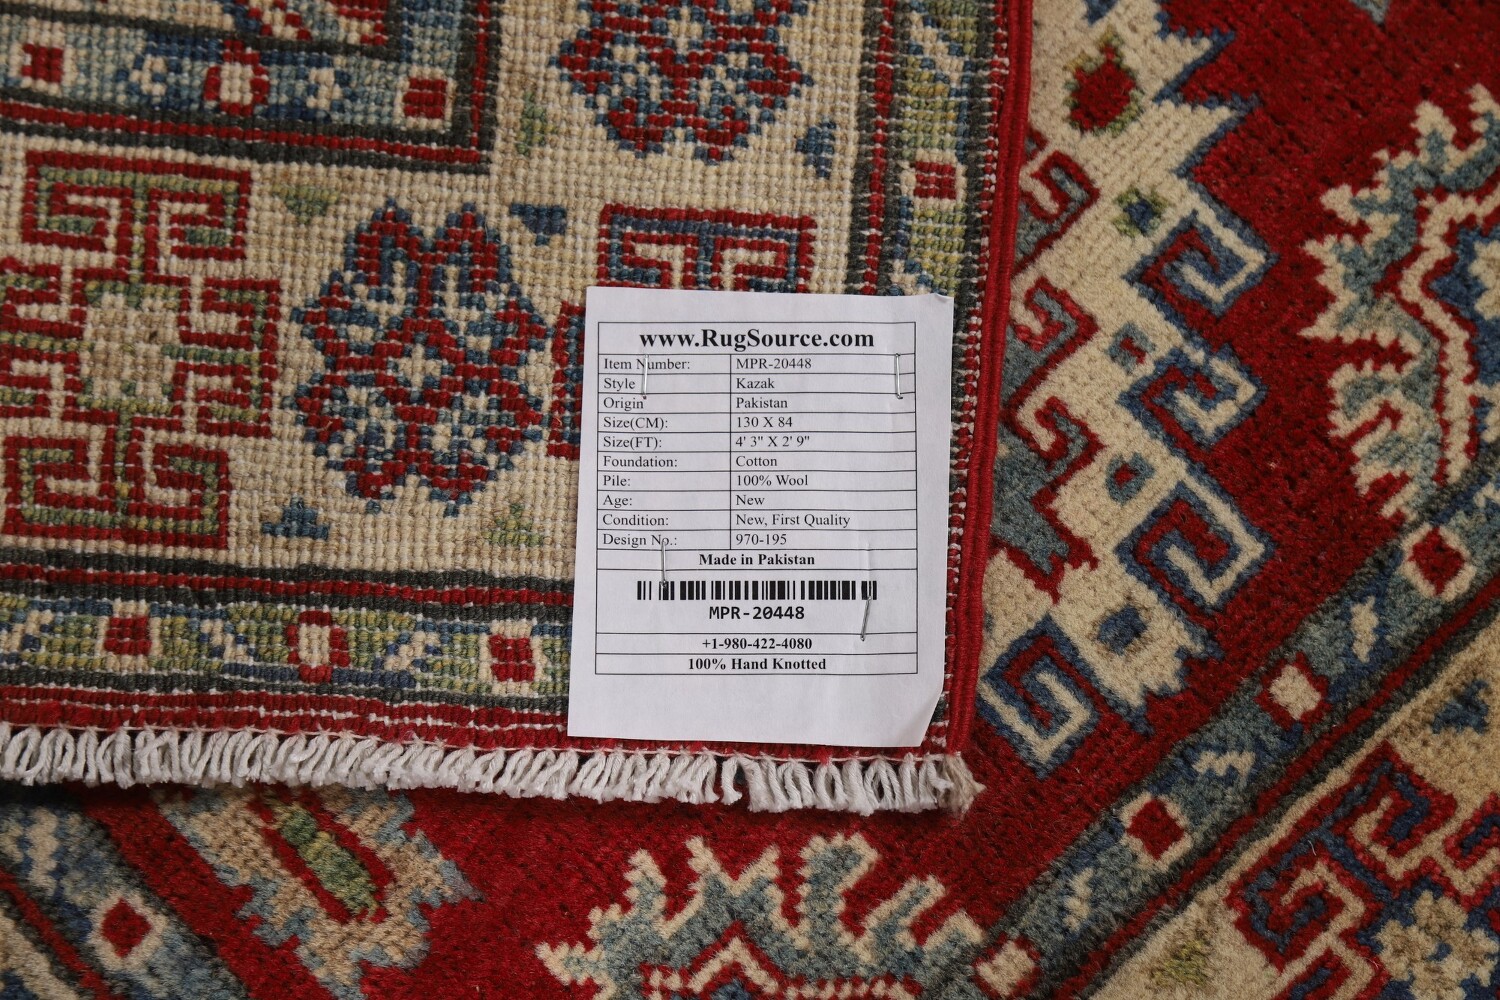 www.RugSource.com
Item Number: MPR-20448
Style Kazak
Origin Pakistan
Size(CM): 130 X 84
Size(FT): 4' 3" X 2' 9"
Foundation: Cotton
Pile: 100% Wool
Age: New
Condition: New, First Quality
Design No.: 970-195
Made in Pakistan
MPR-20448
+1-980-422-4080
100% Hand Knotted